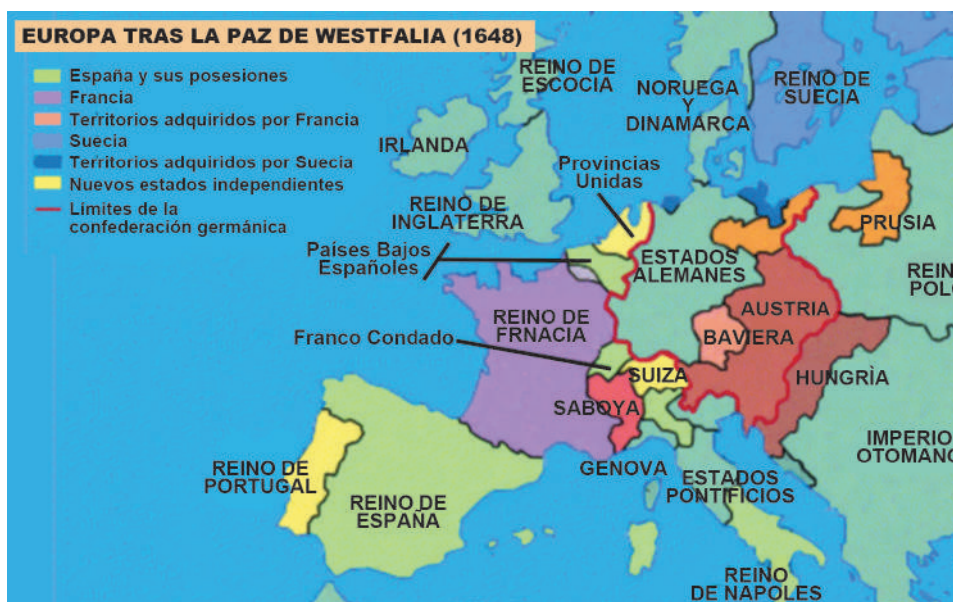 EUROPA TRAS LA PAZ DE WESTFALIA (1648)
España y sus posesiones
Francia
Territorios adquiridos por Francia
Suecia
Territorios adquiridos por Suecia
Nuevos estados independientes
Límites de la
confederación germánica
REINO DE
ESCOCIA
NORUEGA
Y
DINAMARCA
REINO DE
SUECIA
IRLANDA
Provincias
Unidas
REINO DE
INGLATERRA
PRUSIA
Países Bajos
Españoles
ESTADOS
ALEMANES
REIN
POLO
AUSTRIA
REINO DE
FRNACIA
BAVIERA
Franco Condado
SUIZA
HUNGRÌA
SABOYA
IMPERIO
OTOMANO
GENOVA
REINO DE
PORTUGAL
ESTADOS
PONTIFICIOS
REINO DE
ESPAÑA
REINO
DE NAPOLES